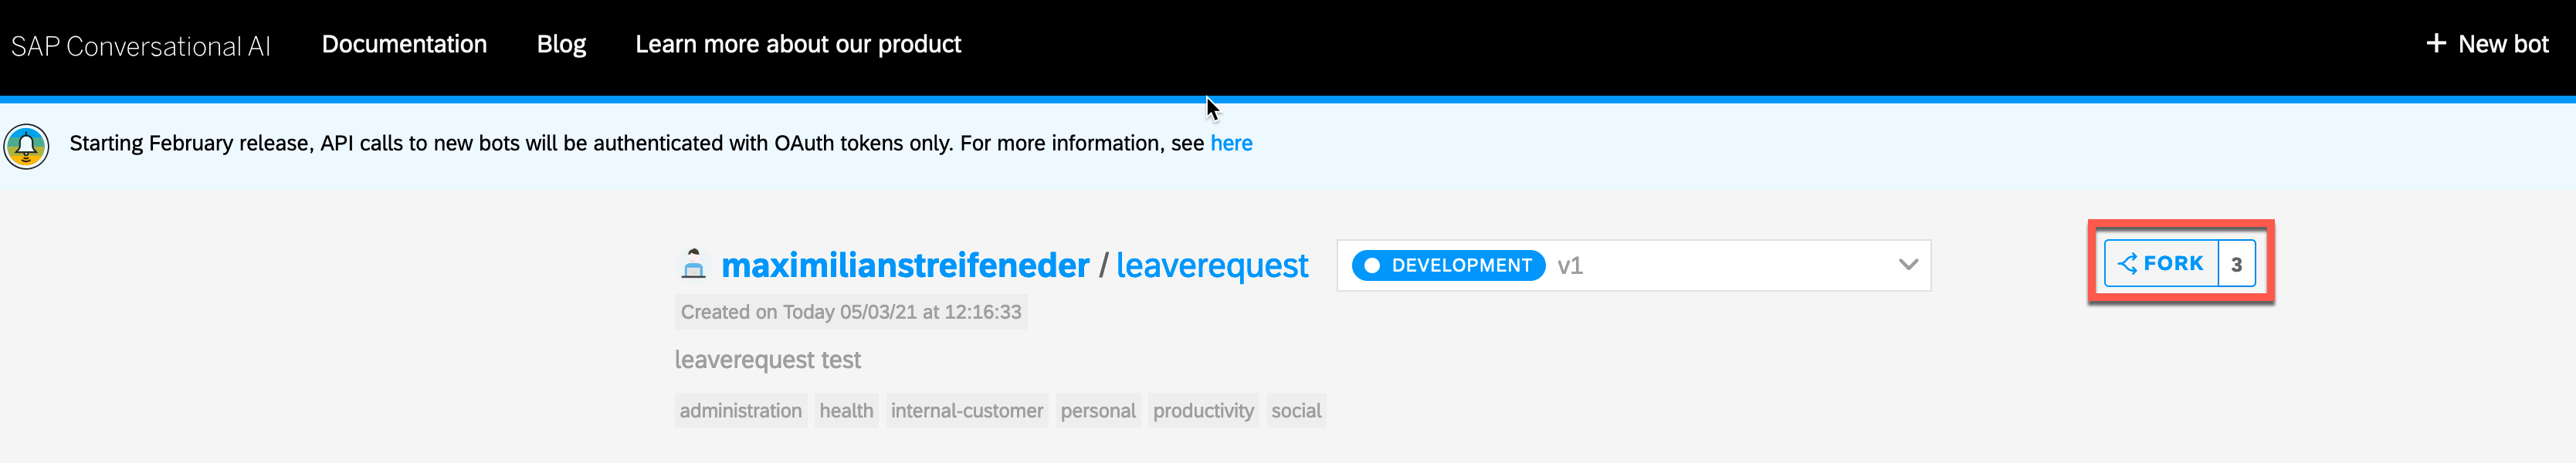 SAP Conversational AI Documentation Blog Learn more about our product + New bot
Starting February release, API calls to new bots will be authenticated with OAuth tokens only. For more information, see here
maximilianstreifeneder / leaverequest DEVELOPMENT v1 FORK 3
Created on Today 05/03/21 at 12:16:33
leaverequest test
administration health internal-customer personal productivity social